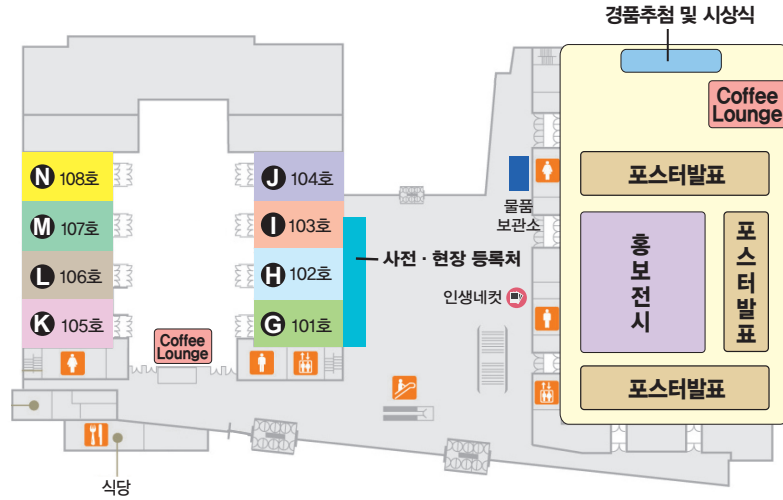 경품추첨 및 시상식
Coffee
Lounge
N 108호
J 104호
포스터발표
물품
보관소
M 107호
I 103호
홍보전시
포스터발표
사전 · 현장 등록처
L 106호
H 102호
인생네컷
K 105호
G 101호
Coffee
Lounge
포스터발표
식당